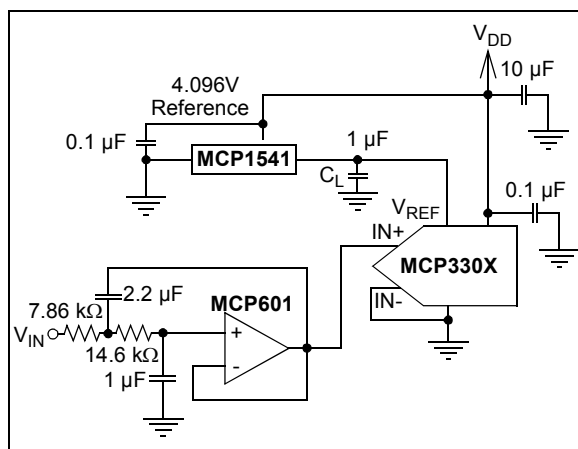 V_DD
10 µF
4.096V
Reference
0.1 µF
MCP1541
1 µF
C_L
0.1 µF
V_REF
IN+
MCP330X
IN-
2.2 µF
MCP601
7.86 kΩ
V_IN
14.6 kΩ
+
-
1 µF